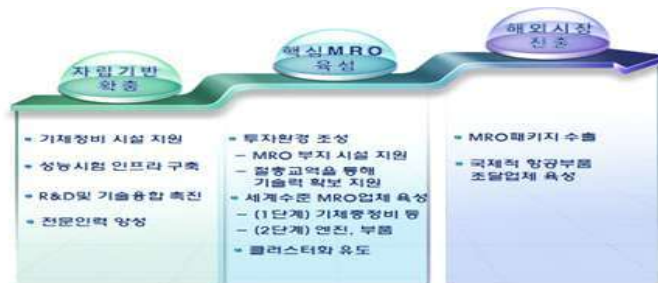 자립기반
확충
핵심MRO
육성
해외시장
진출
• 기체정비 시설 지원
• 성능시험 인프라 구축
• R&D및 기술융합 촉진
• 전문인력 양성
• 투자환경 조성
– MRO 부지 시설 지원
– 절충교역을 통해
기술력 확보 지원
• 세계수준 MRO업체 육성
– (1단계) 기체중정비 등
– (2단계) 엔진, 부품
• 클러스터화 유도
• MRO패키지 수출
• 국제적 항공부품
조달업체 육성